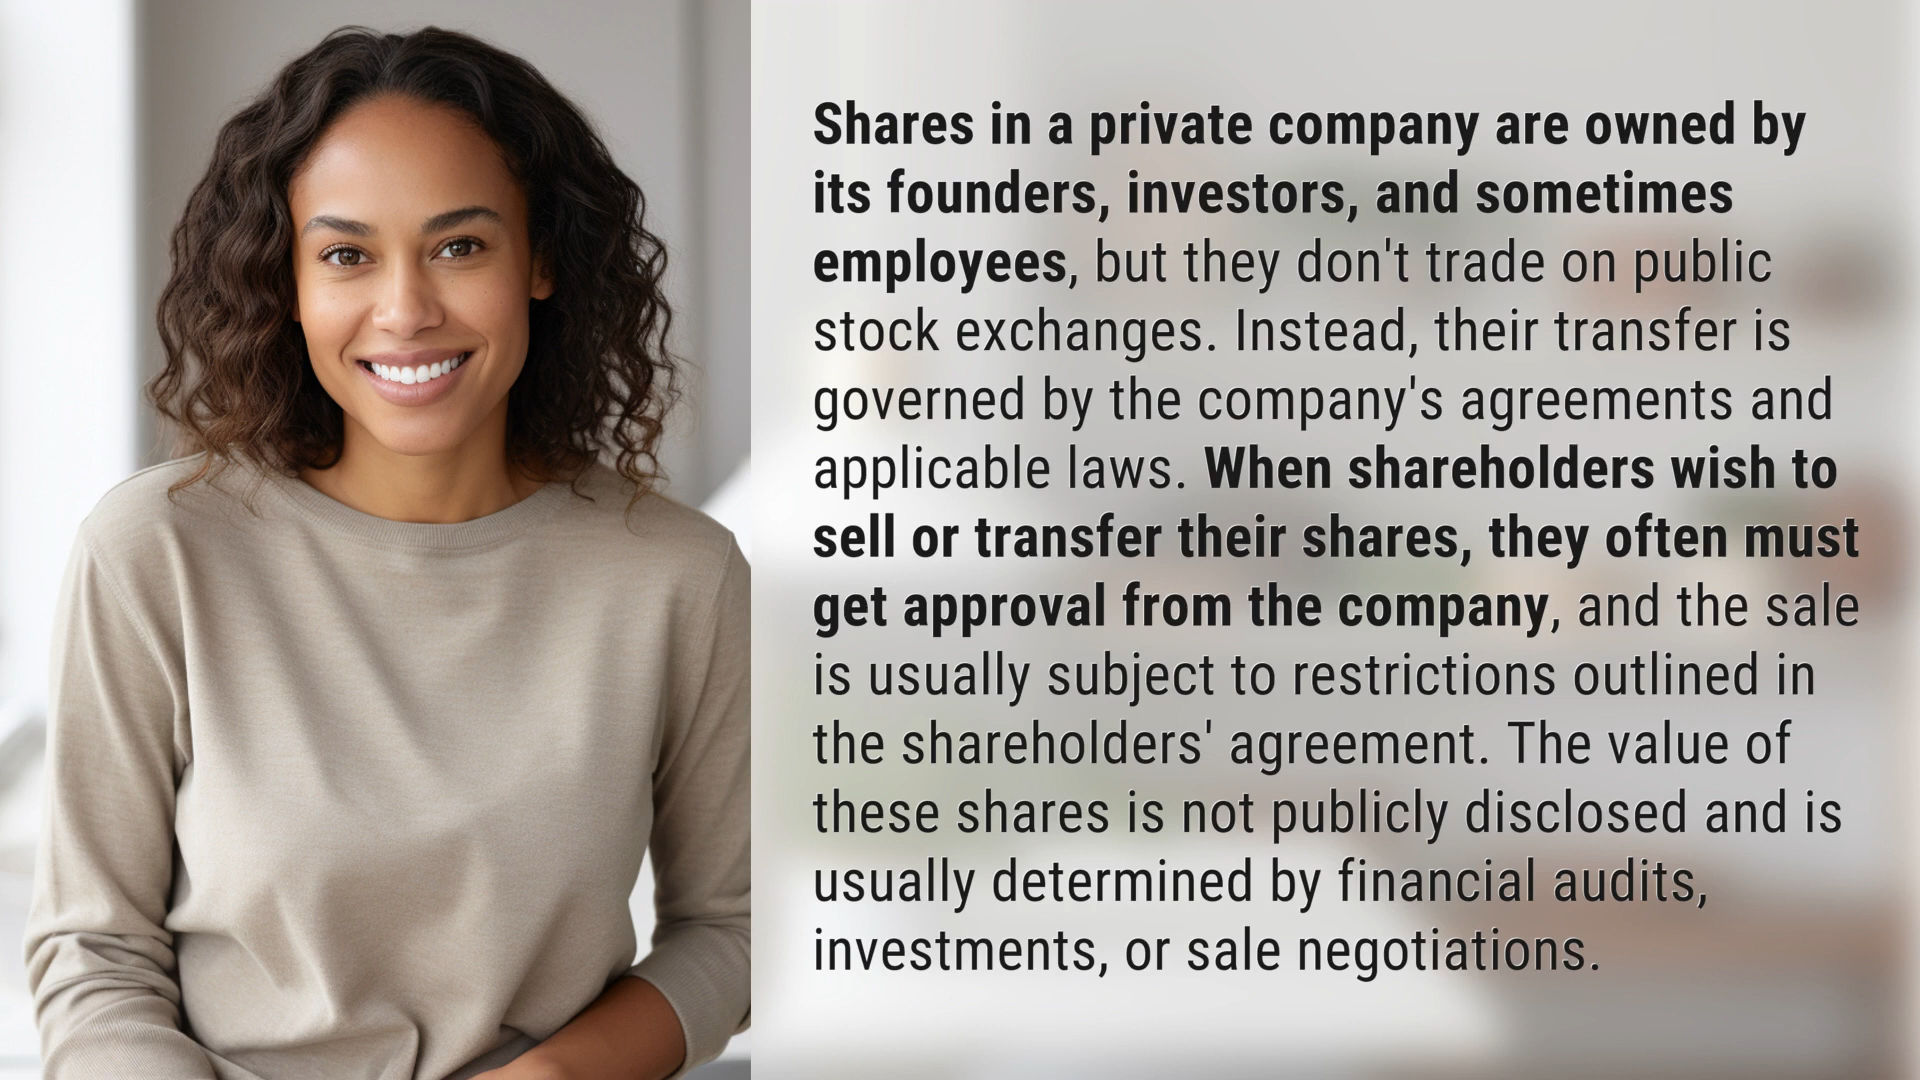 Shares in a private company are owned by
its founders, investors, and sometimes
employees, but they don't trade on public
stock exchanges. Instead, their transfer is
governed by the company's agreements and
applicable laws. When shareholders wish to
sell or transfer their shares, they often must
get approval from the company, and the sale
is usually subject to restrictions outlined in
the shareholders' agreement. The value of
these shares is not publicly disclosed and is
usually determined by financial audits,
investments, or sale negotiations.